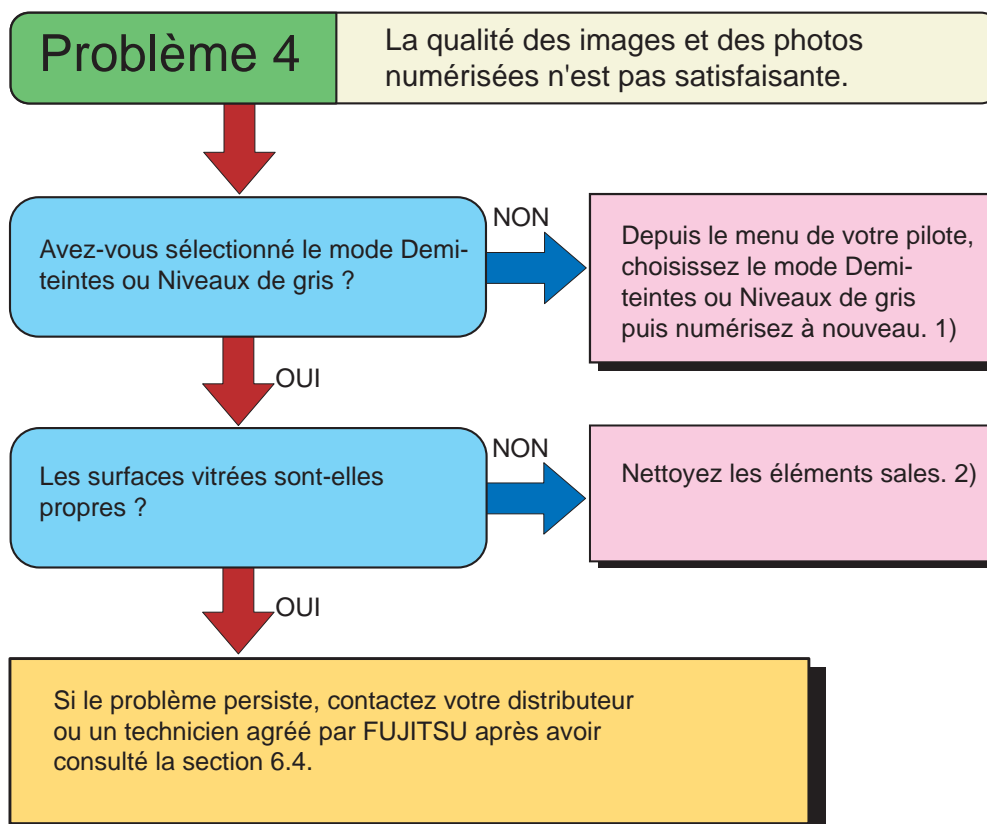 Problème 4
La qualité des images et des photos
numérisées n'est pas satisfaisante.
Avez-vous sélectionné le mode Demi-
teintes ou Niveaux de gris ?
NON
Depuis le menu de votre pilote,
choisissez le mode Demi-
teintes ou Niveaux de gris
puis numérisez à nouveau. 1)
OUI
Les surfaces vitrées sont-elles
propres ?
NON
Nettoyez les éléments sales. 2)
OUI
Si le problème persiste, contactez votre distributeur
ou un technicien agréé par FUJITSU après avoir
consulté la section 6.4.